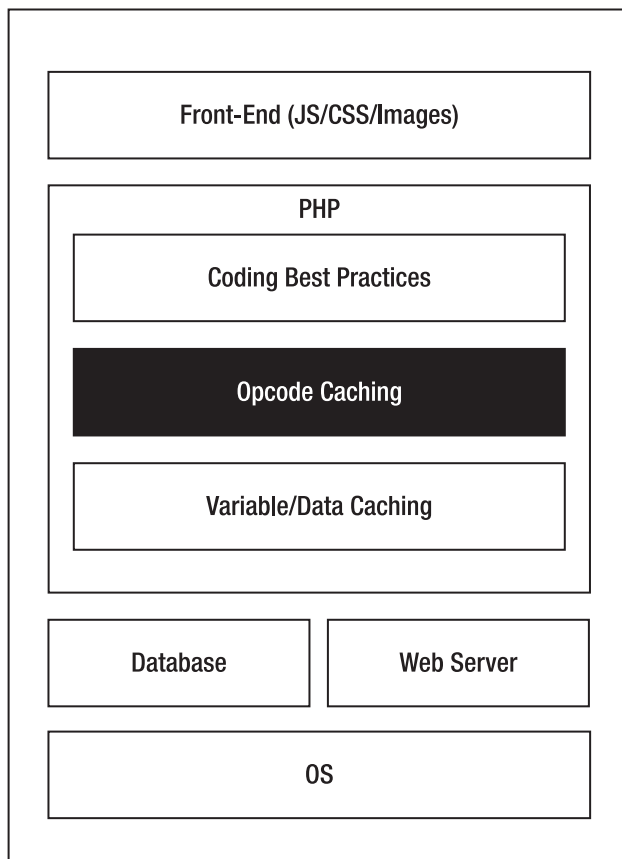 Front-End (JS/CSS/Images)
PHP
Coding Best Practices
Opcode Caching
Variable/Data Caching
Database
Web Server
OS